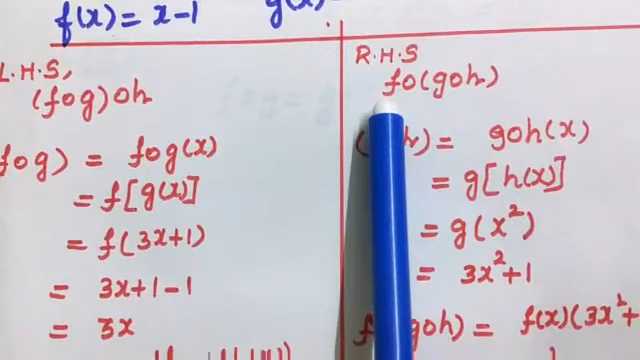 f(x) = x-1
L.H.S,
(fog)oh
fog) = fog(x)
= f[g(x)]
= f(3x+1)
= 3x+1-1
= 3x
R.H.S
fo(goh)
= goh(x)
= g[h(x)]
= g(x²)
= 3x²+1
goh) = f(x)(3x²+